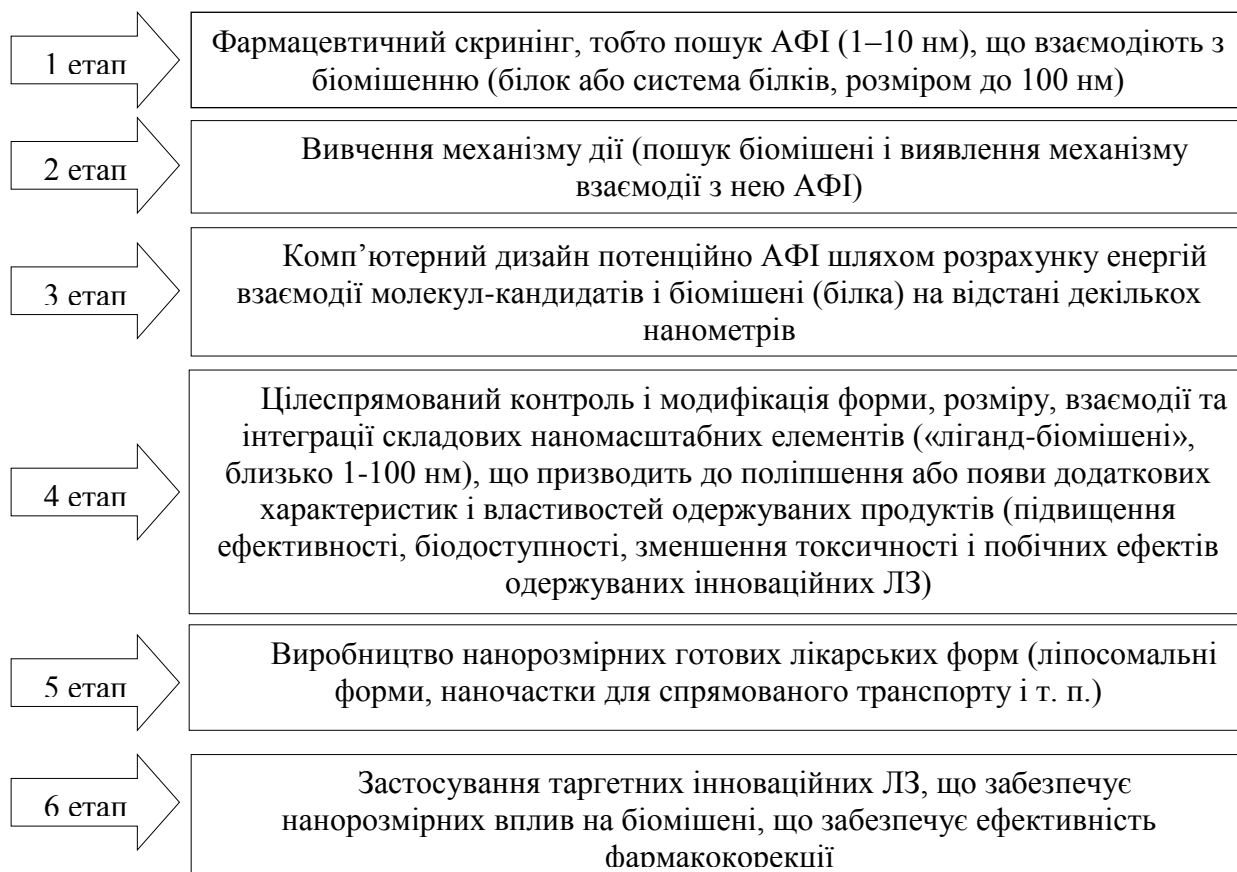 1 етап
Фармацевтичний скринінг, тобто пошук АФІ (1–10 нм), що взаємодіють з
біомішенню (білок або система білків, розміром до 100 нм)
2 етап
Вивчення механізму дії (пошук біомішені і виявлення механізму
взаємодії з нею АФІ)
3 етап
Комп’ютерний дизайн потенційно АФІ шляхом розрахунку енергій
взаємодії молекул-кандидатів і біомішені (білка) на відстані декількох
нанометрів
4 етап
Цілеспрямований контроль і модифікація форми, розміру, взаємодії та
інтеграції складових наномасштабних елементів («ліганд-біомішені»,
близько 1-100 нм), що призводить до поліпшення або появи додаткових
характеристик і властивостей одержуваних продуктів (підвищення
ефективності, біодоступності, зменшення токсичності і побічних ефектів
одержуваних інноваційних ЛЗ)
5 етап
Виробництво нанорозмірних готових лікарських форм (ліпосомальні
форми, наночастки для спрямованого транспорту і т. п.)
6 етап
Застосування таргетних інноваційних ЛЗ, що забезпечує
нанорозмірних вплив на біомішені, що забезпечує ефективність
фармакокорекції